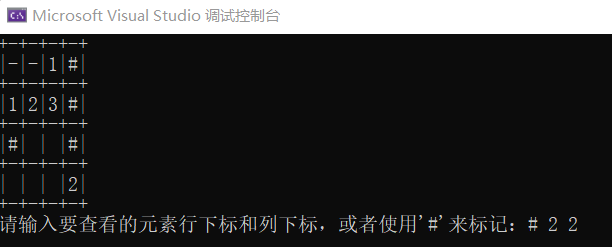 Microsoft Visual Studio 调试控制台
+-+-+-+-+
|-|-|1|#|
+-+-+-+-+
|1|2|3|#|
+-+-+-+-+
|#| | |#|
+-+-+-+-+
| | | |2|
+-+-+-+-+
请输入要查看的元素行下标和列下标，或者使用'#'来标记：# 2 2